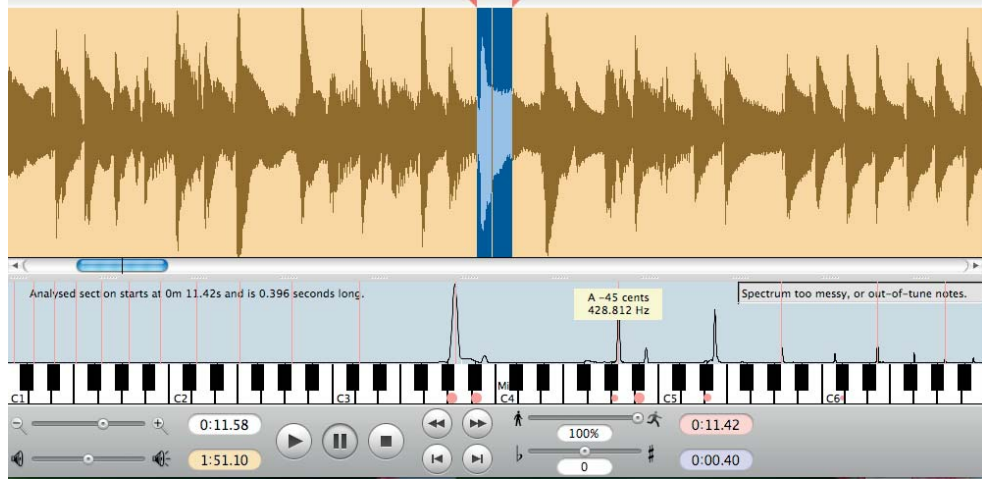 Analysed section starts at 0m 11.42s and is 0.396 seconds long.
A -45 cents
428.812 Hz
Spectrum too messy, or out-of-tune notes.
Mi
C1 C2 C3 C4 C5 C6
0:11.58
100%
0:11.42
1:51.10
♭
0
♯
0:00.40